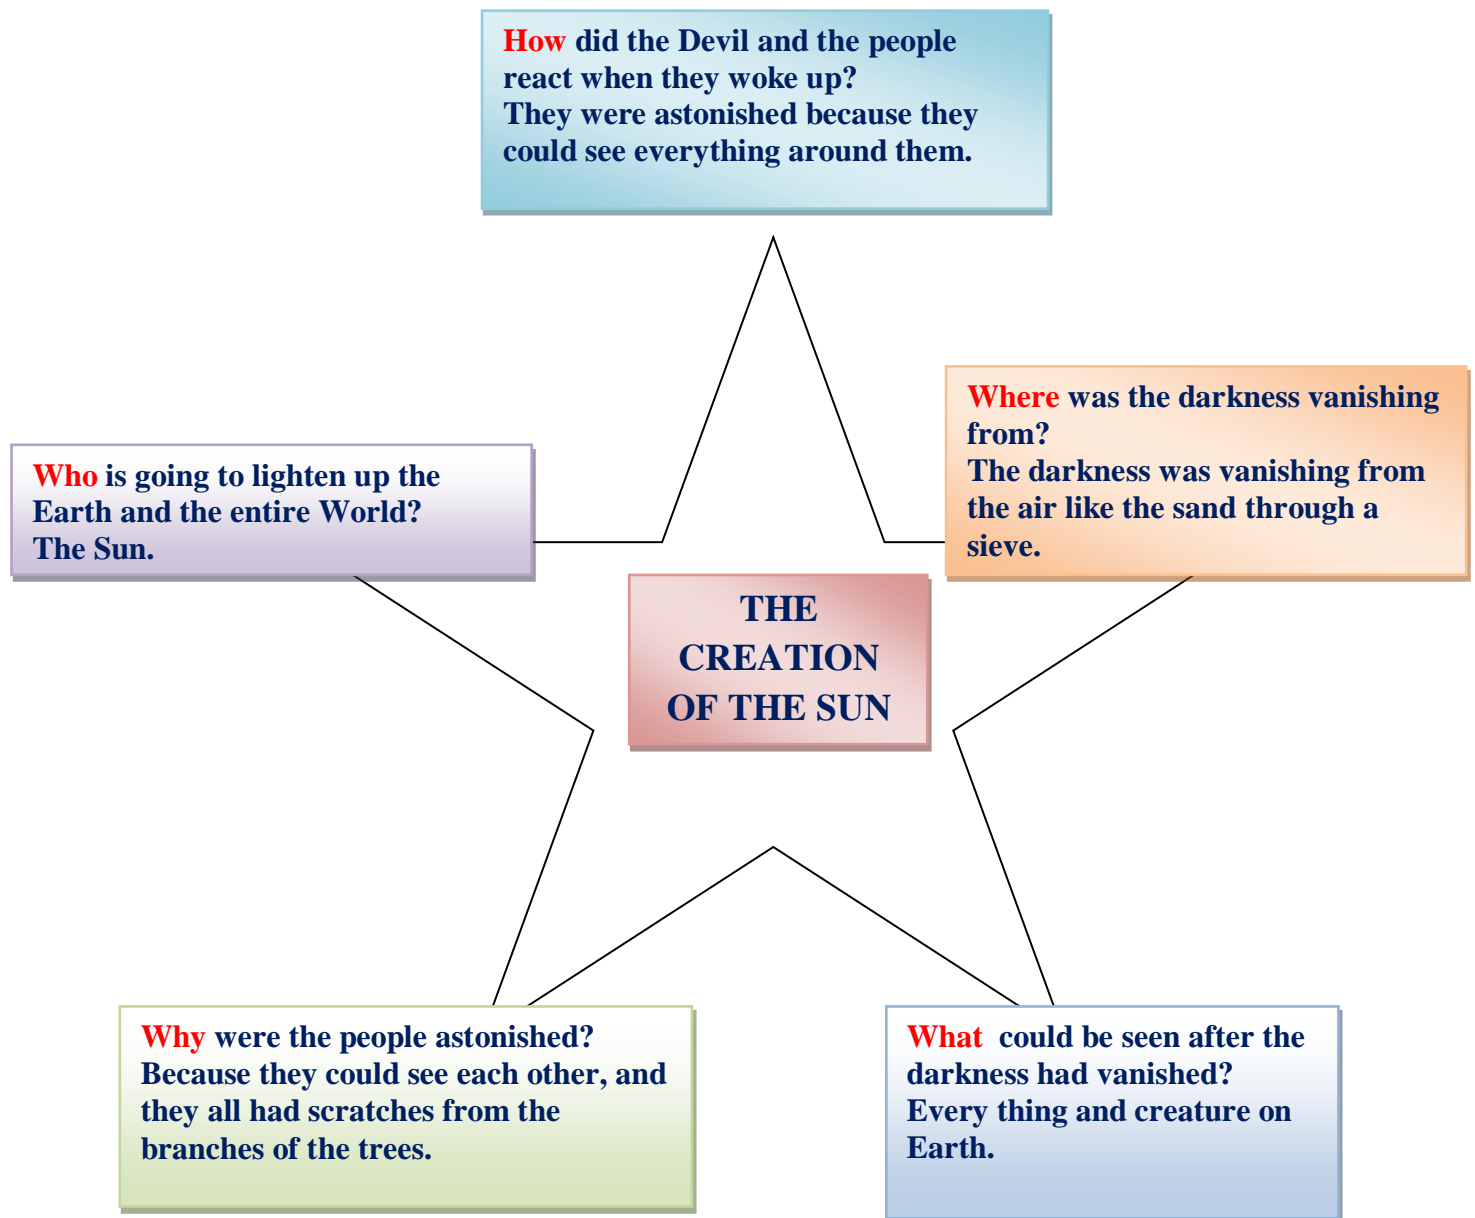 How did the Devil and the people
react when they woke up?
They were astonished because they
could see everything around them.
Where was the darkness vanishing
from?
The darkness was vanishing from
the air like the sand through a
sieve.
Who is going to lighten up the
Earth and the entire World?
The Sun.
THE
CREATION
OF THE SUN
Why were the people astonished?
Because they could see each other, and
they all had scratches from the
branches of the trees.
What could be seen after the
darkness had vanished?
Every thing and creature on
Earth.